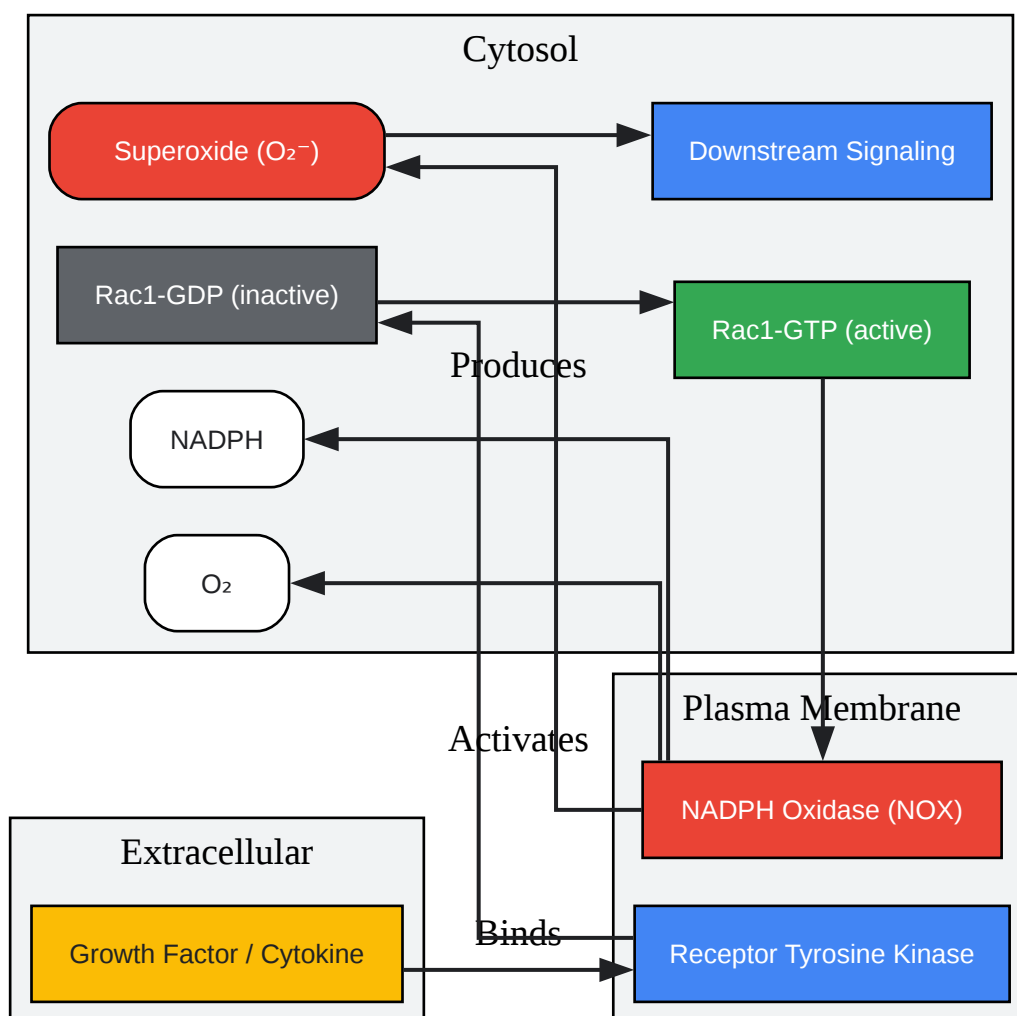 Cytosol
Superoxide (O₂⁻)
Downstream Signaling
Rac1-GDP (inactive)
Rac1-GTP (active)
Produces
NADPH
O₂
Plasma Membrane
Activates
NADPH Oxidase (NOX)
Extracellular
Binds
Growth Factor / Cytokine
Receptor Tyrosine Kinase